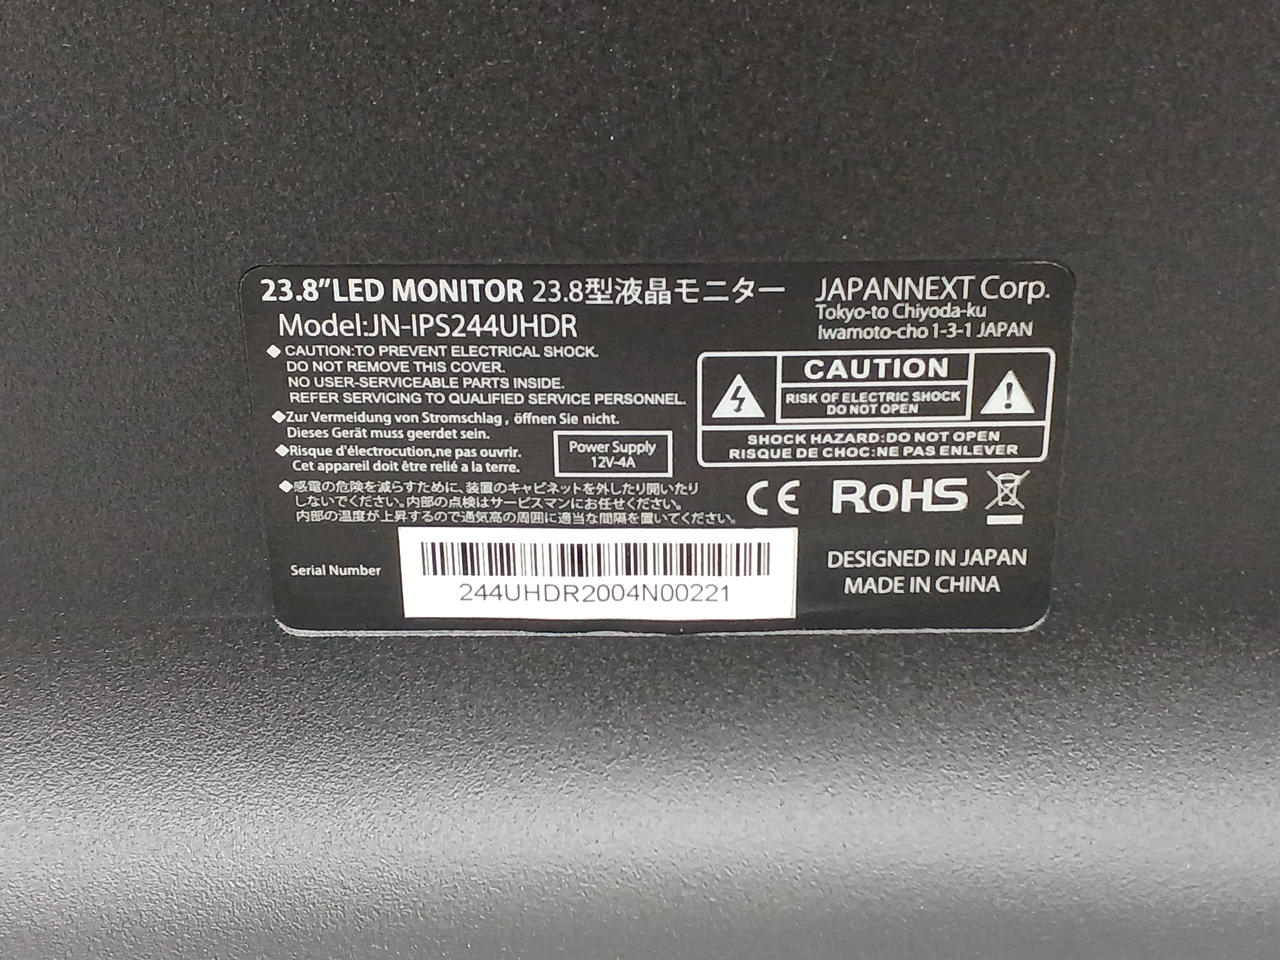 23.8"LED MONITOR 23.8型液晶モニター
Model:JN-IPS244UHDR
JAPANNEXT Corp.
Tokyo-to Chiyoda-ku
Iwamoto-cho 1-3-1 JAPAN
◆CAUTION:TO PREVENT ELECTRICAL SHOCK.
DO NOT REMOVE THIS COVER.
NO USER-SERVICEABLE PARTS INSIDE.
REFER SERVICING TO QUALIFIED SERVICE PERSONNEL.
◆Zur Vermeidung von Stromschlag , öffnen Sie nicht.
Dieses Gerät muss geerdet sein.
◆Risque d'électrocution,ne pas ouvrir.
Cet appareil doit être relié a la terre.
Power Supply
12V-4A
◆感電の危険を減らすために、装置のキャビネットを外したり開いたり
しないでください。内部の点検はサービスマンにお任せください。
内部の温度が上昇するので通気高の周囲に適当な間隔を置いてください。
CAUTION
RISK OF ELECTRIC SHOCK
DO NOT OPEN
SHOCK HAZARD:DO NOT OPEN
RISQUE DE CHOC:NE PAS ENLEVER
CE RoHS
Serial Number
244UHDR2004N00221
DESIGNED IN JAPAN
MADE IN CHINA